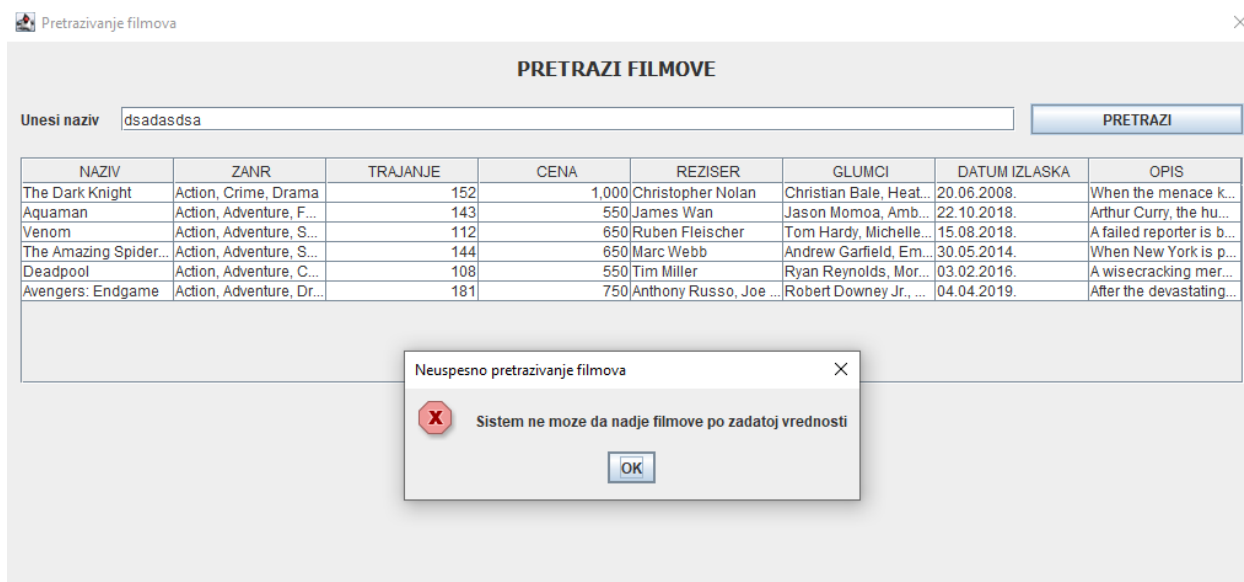 Pretrazivanje filmova
PRETRAZI FILMOVE
Unesi naziv dsadasdsa PRETRAZI
NAZIV ZANR TRAJANJE CENA REZISER GLUMCI DATUM IZLASKA OPIS
The Dark Knight Action, Crime, Drama 152 1,000 Christopher Nolan Christian Bale, Heat... 20.06.2008. When the menace k...
Aquaman Action, Adventure, F... 143 550 James Wan Jason Momoa, Amb... 22.10.2018. Arthur Curry, the hu...
Venom Action, Adventure, S... 112 650 Ruben Fleischer Tom Hardy, Michelle... 15.08.2018. A failed reporter is b...
The Amazing Spider... Action, Adventure, S... 144 650 Marc Webb Andrew Garfield, Em... 30.05.2014. When New York is p...
Deadpool Action, Adventure, C... 108 550 Tim Miller Ryan Reynolds, Mor... 03.02.2016. A wisecracking mer...
Avengers: Endgame Action, Adventure, Dr... 181 750 Anthony Russo, Joe ... Robert Downey Jr., ... 04.04.2019. After the devastating...
Neuspesno pretrazivanje filmova
Sistem ne moze da nadje filmove po zadatoj vrednosti
OK